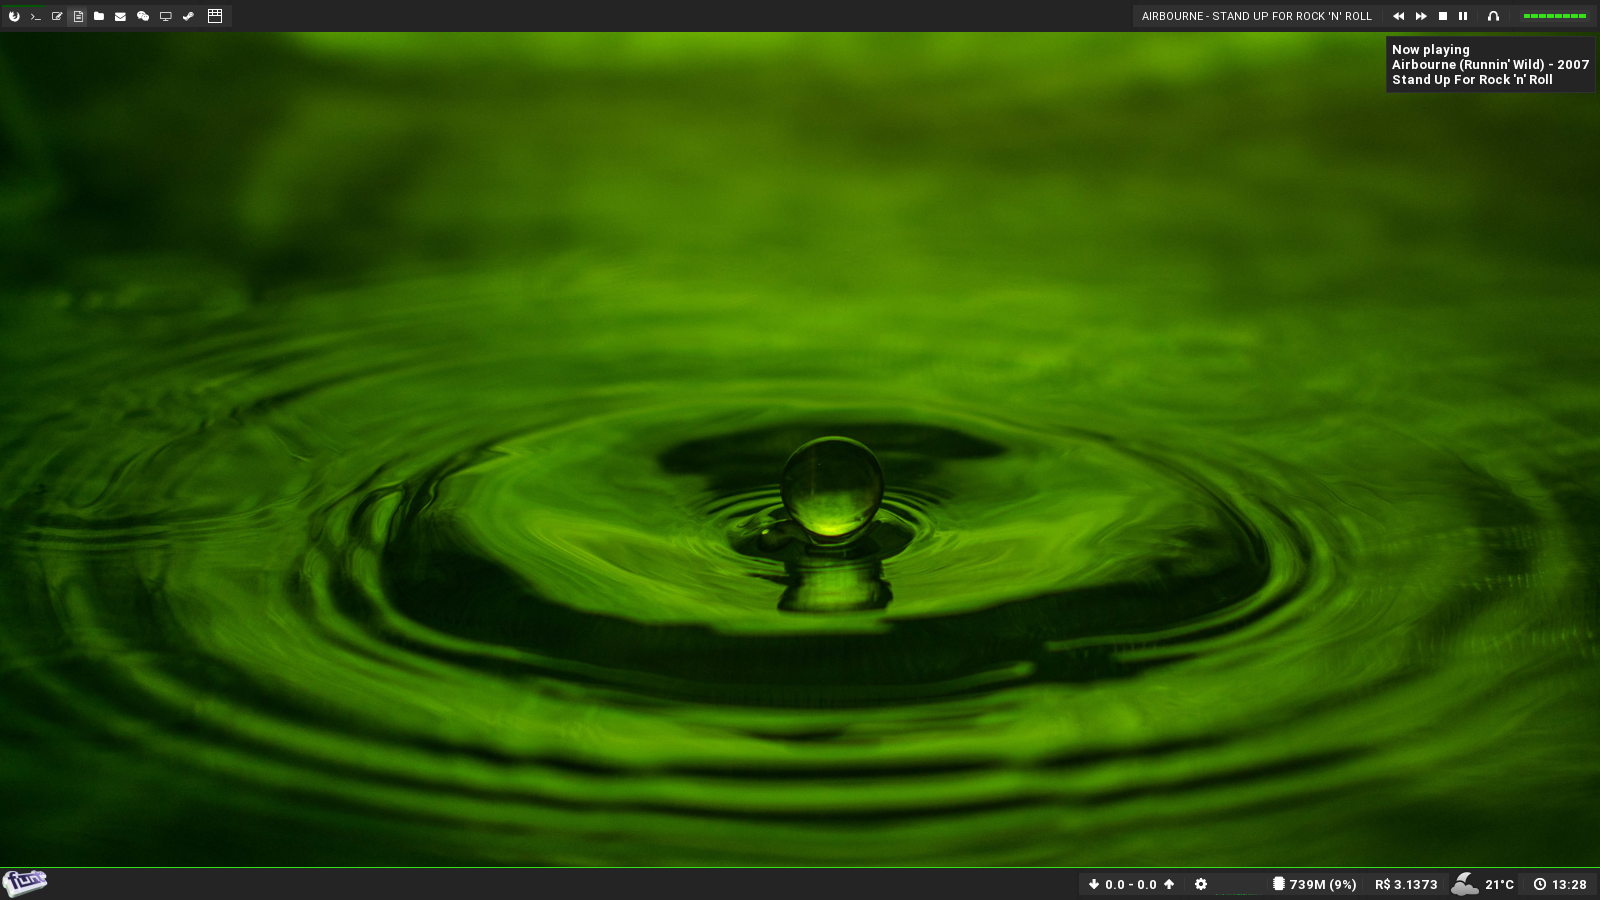 AIRBOURNE - STAND UP FOR ROCK 'N' ROLL
Now playing
Airbourne (Runnin' Wild) - 2007
Stand Up For Rock 'n' Roll
0.0 - 0.0
739M (9%)
R$ 3.1373
21°C
13:28